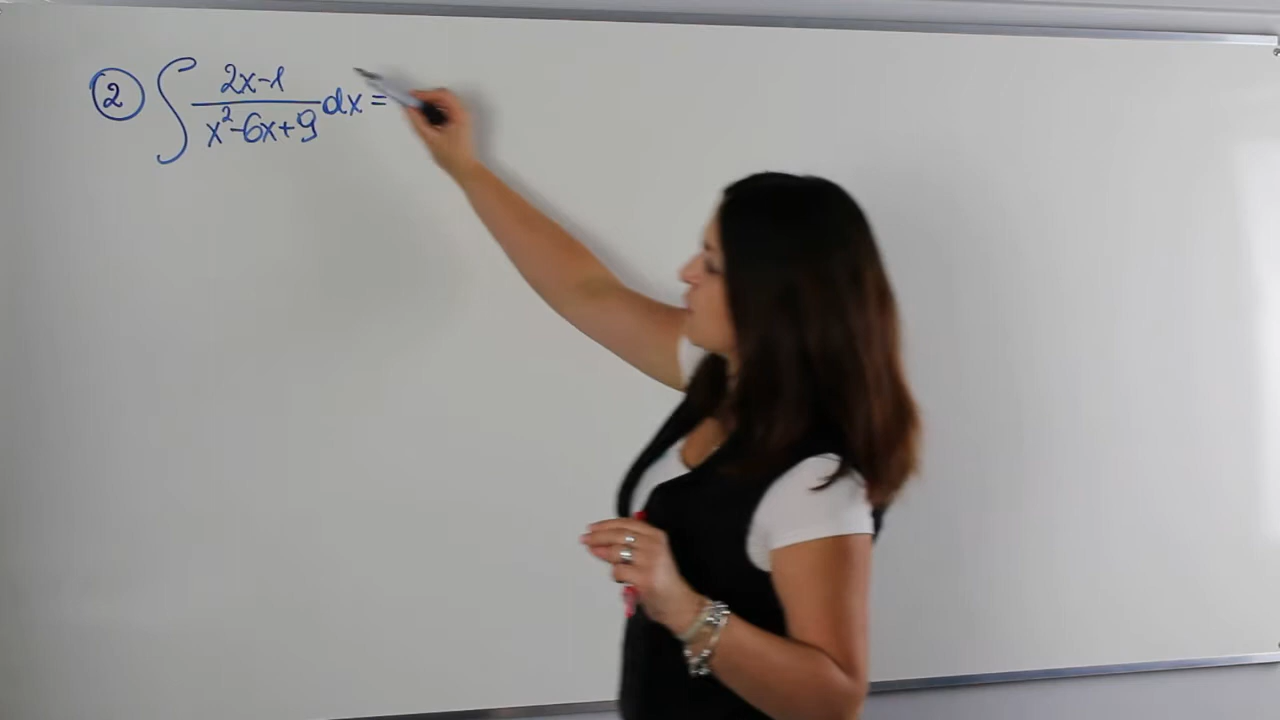 ② ∫ (2x-1)/(x²-6x+9) dx =